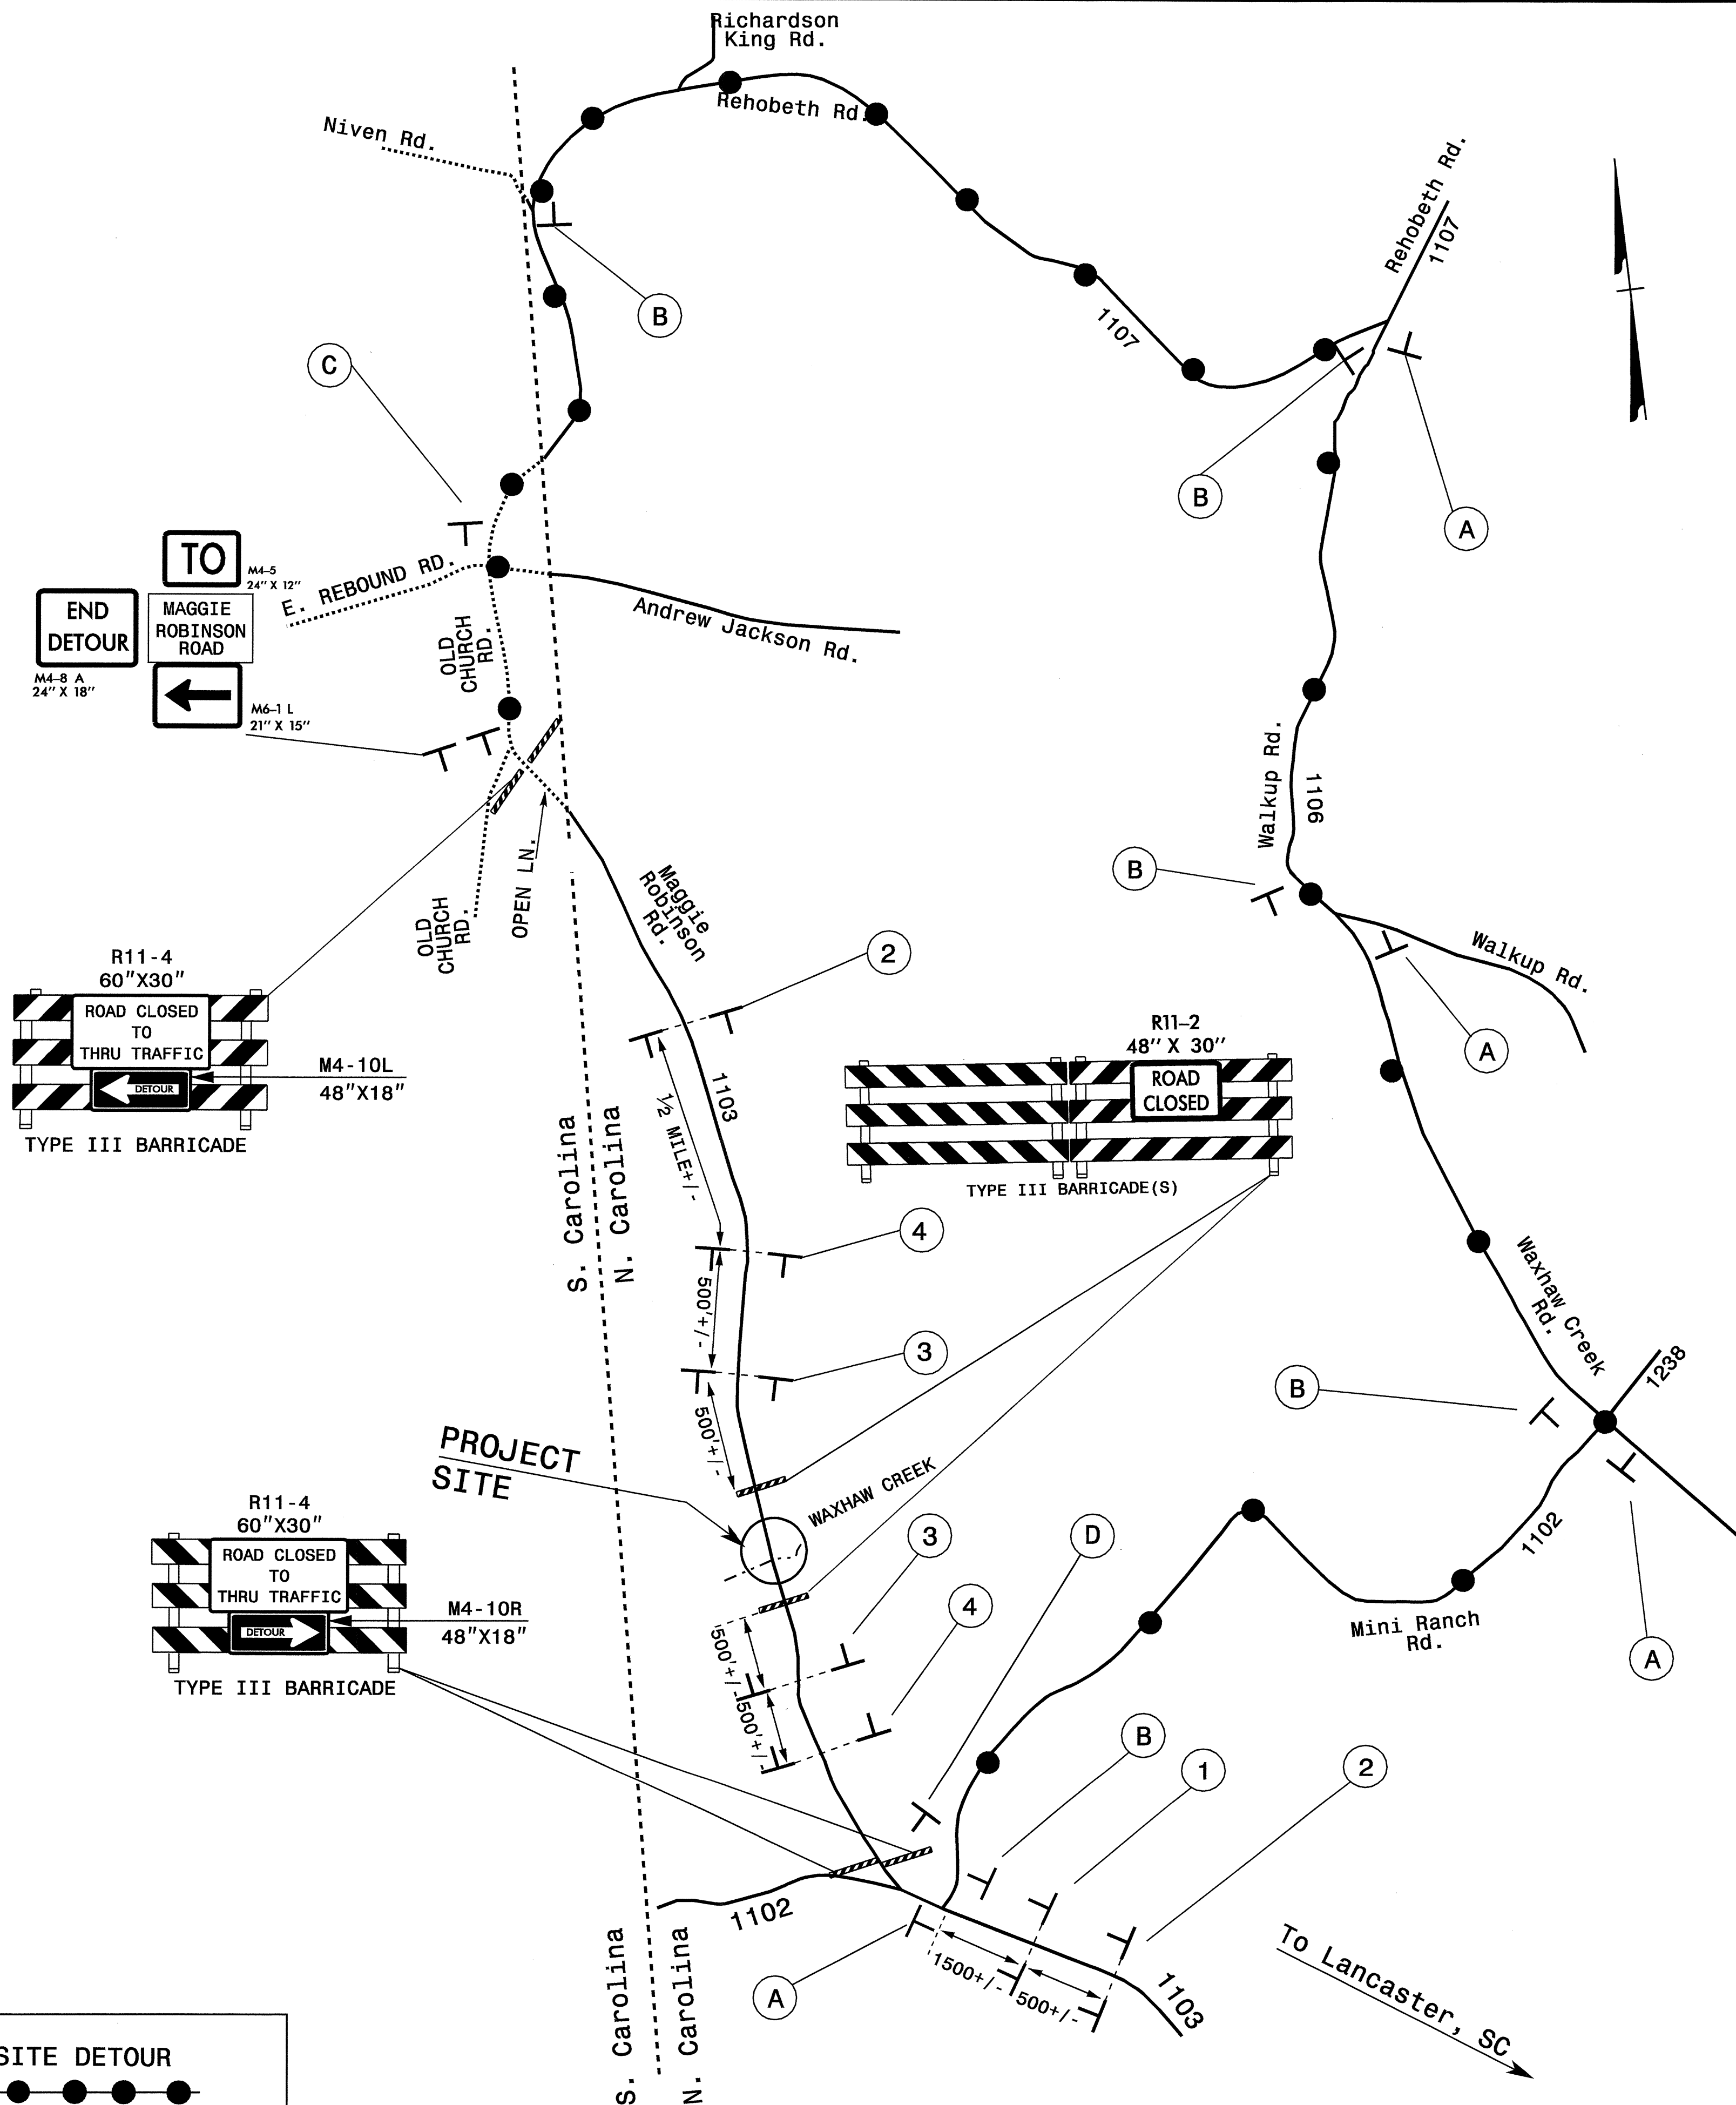 Richardson
King Rd.
Rehobeth Rd.
Niven Rd.
Rehobeth Rd.
1107
B
1107
C
B
A
TO
M4-5
24" X 12"
E. REBOUND RD.
END
DETOUR
MAGGIE
ROBINSON
ROAD
M4-8 A
24" X 18"
M6-1 L
21" X 15"
OLD
CHURCH
RD.
Andrew Jackson Rd.
Walkup Rd.
1106
B
OPEN LN.
OLD
CHURCH
RD.
Maggie
Robinson
Rd.
Walkup Rd.
2
A
R11-4
60"X30"
ROAD CLOSED
TO
THRU TRAFFIC
DETOUR
M4-10L
48"X18"
TYPE III BARRICADE
1103
1/2 MILE+/-
R11-2
48" X 30"
ROAD
CLOSED
TYPE III BARRICADE(S)
S. Carolina
N. Carolina
4
500'+/-
3
500'+/-
Waxhaw Creek
Rd.
1238
B
PROJECT
SITE
WAXHAW CREEK
R11-4
60"X30"
ROAD CLOSED
TO
THRU TRAFFIC
DETOUR
M4-10R
48"X18"
TYPE III BARRICADE
3
D
4
500'+/-
500'+/-
1102
Mini Ranch
Rd.
A
B
1
2
1102
A
1500+/-
500+/-
1103
To Lancaster, SC
S. Carolina
N. Carolina
SITE DETOUR